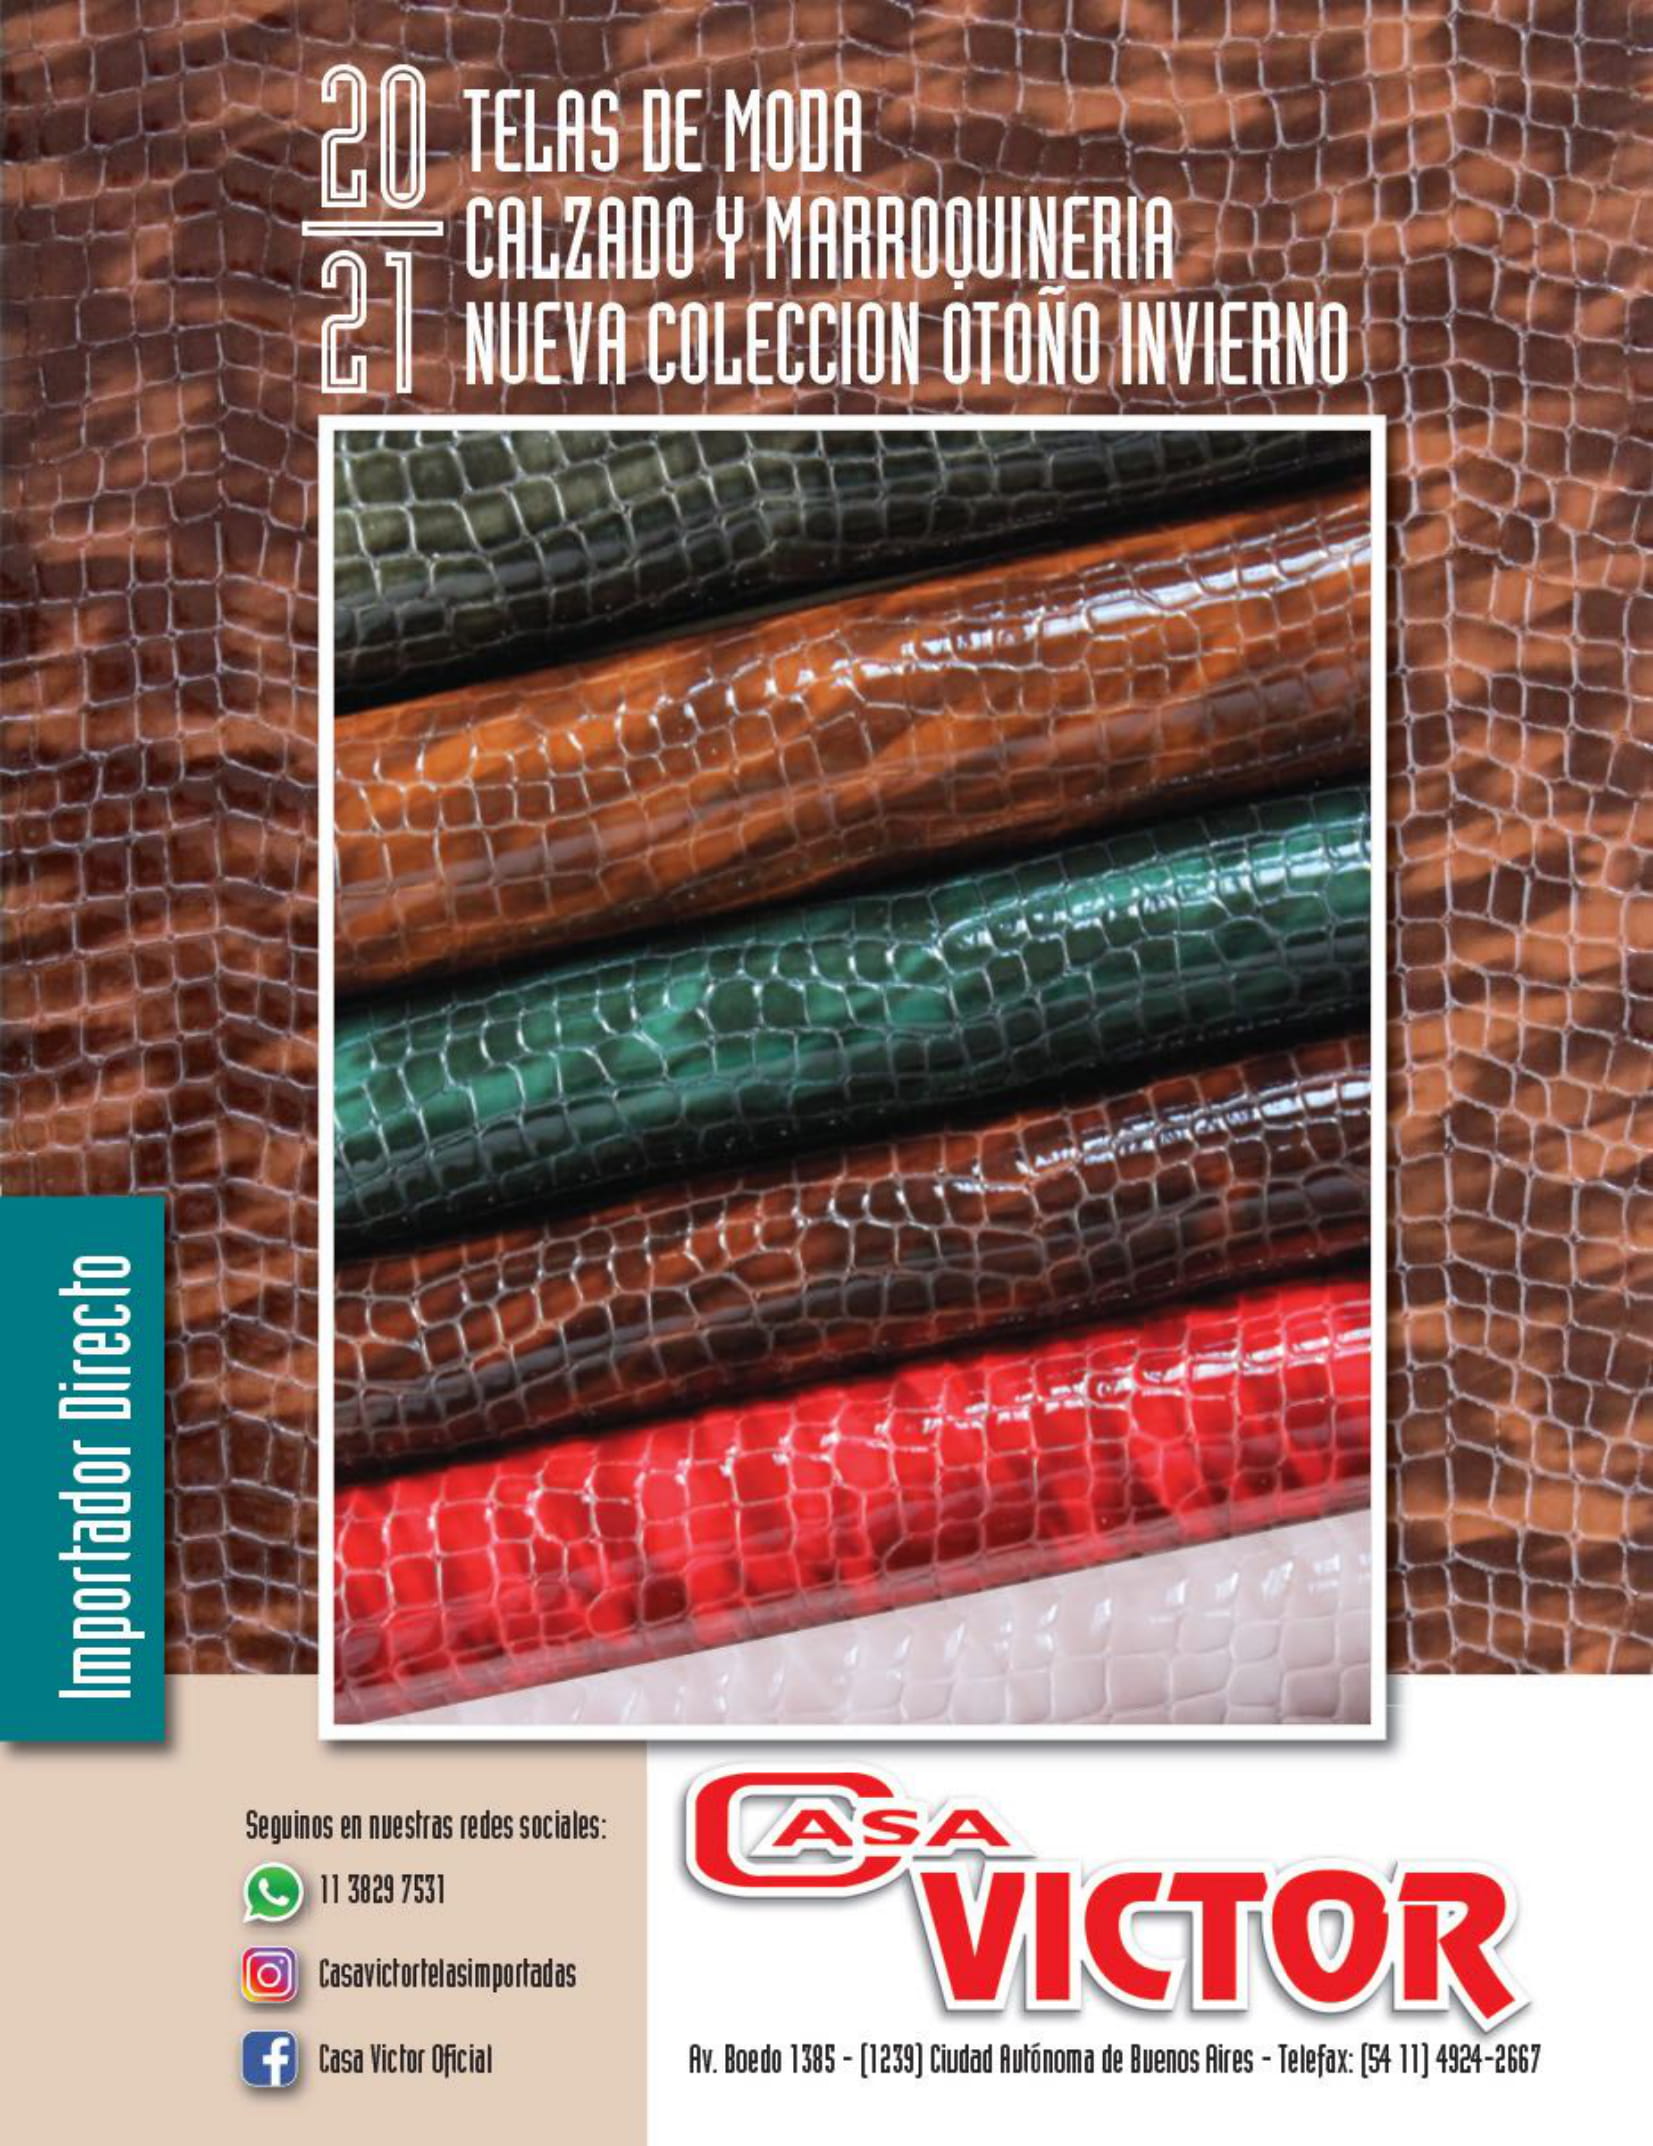 20
21
TELAS DE MODA
CALZADO Y MARROQUINERIA
NUEVA COLECCION OTOÑO INVIERNO
Importador Directo
Seguinos en nuestras redes sociales:
11 3829 7531
Casavictortelasimportadas
Casa Victor Oficial
CASA
VICTOR
Av. Boedo 1385 - (1239) Ciudad Autónoma de Buenos Aires - Telefax: (54 11) 4924-2667